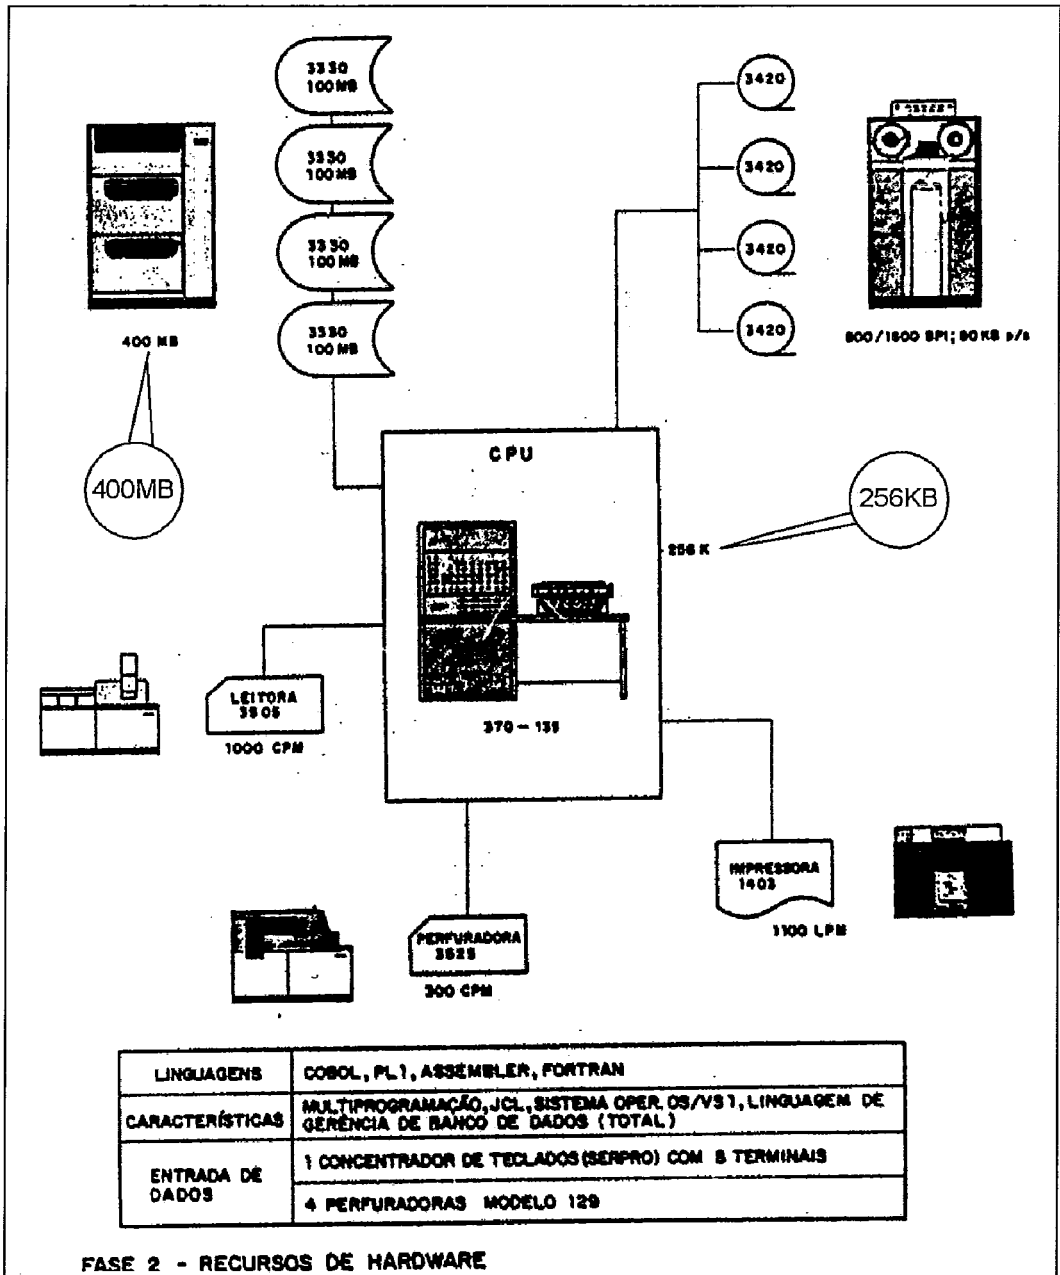 3330
100MB
3330
100MB
3330
100MB
3330
100MB
3420
3420
3420
3420
400 MB
800/1600 BPI; 80 KB p/s
400MB
CPU
256KB
256 K
370-135
LEITORA
3505
1000 CPM
IMPRESSORA
1403
1100 LPM
PERFURADORA
3525
300 CPM
LINGUAGENS
COBOL, PL1, ASSEMBLER, FORTRAN
CARACTERÍSTICAS
MULTIPROGRAMAÇÃO, JCL, SISTEMA OPER. OS/VS1, LINGUAGEM DE
GERÊNCIA DE BANCO DE DADOS (TOTAL)
ENTRADA DE
DADOS
1 CONCENTRADOR DE TECLADOS (SERPRO) COM 8 TERMINAIS
4 PERFURADORAS MODELO 129
FASE 2 - RECURSOS DE HARDWARE